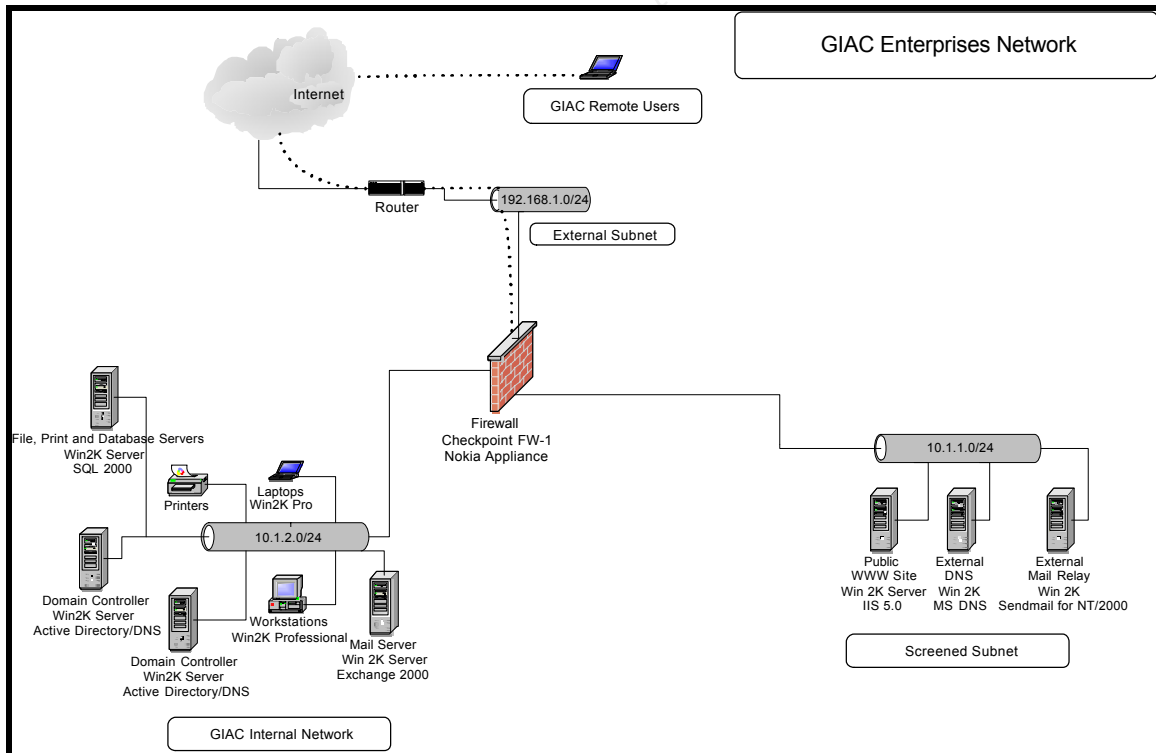 GIAC Enterprises Network
Internet
GIAC Remote Users
Router
192.168.1.0/24
External Subnet
Firewall
Checkpoint FW-1
Nokia Appliance
File, Print and Database Servers
Win2K Server
SQL 2000
Printers
Laptops
Win2K Pro
10.1.2.0/24
Domain Controller
Win2K Server
Active Directory/DNS
Domain Controller
Win2K Server
Active Directory/DNS
Workstations
Win2K Professional
Mail Server
Win 2K Server
Exchange 2000
GIAC Internal Network
10.1.1.0/24
Public
WWW Site
Win 2K Server
IIS 5.0
External
DNS
Win 2K
MS DNS
External
Mail Relay
Win 2K
Sendmail for NT/2000
Screened Subnet